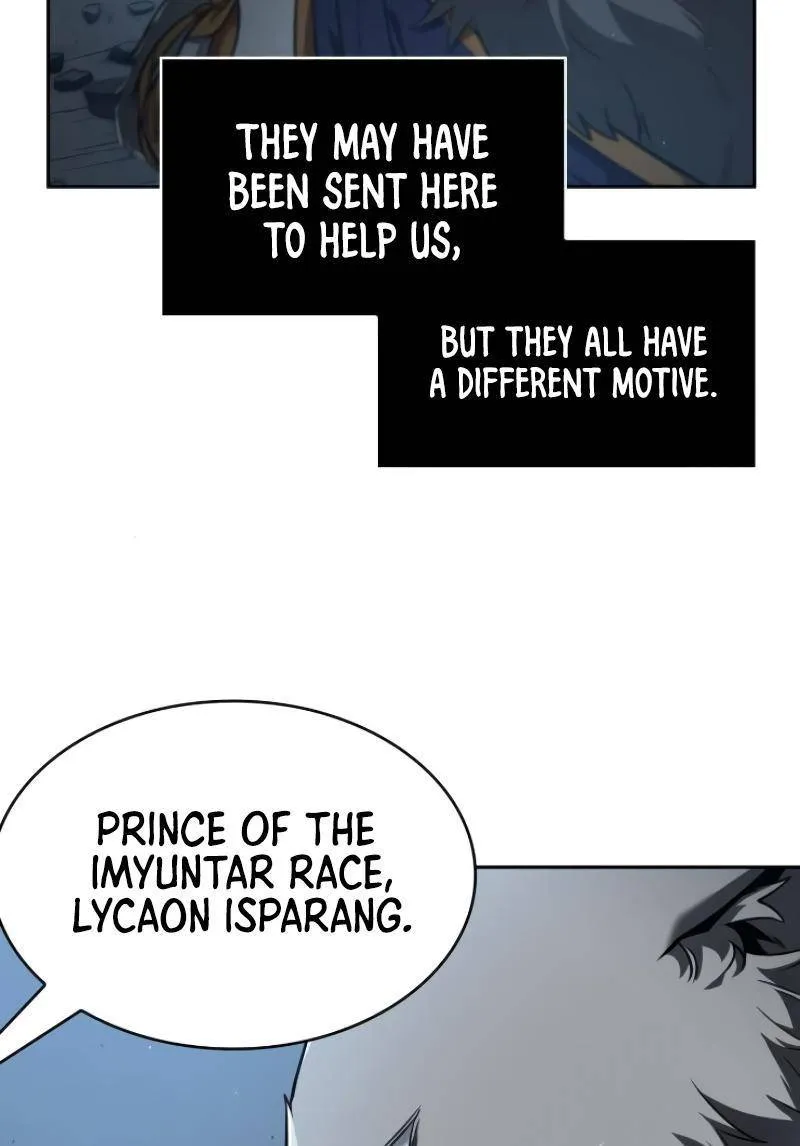 THEY MAY HAVE
BEEN SENT HERE
TO HELP US,
BUT THEY ALL HAVE
A DIFFERENT MOTIVE.
PRINCE OF THE
IMYUNTAR RACE,
LYCAON ISPARANG.